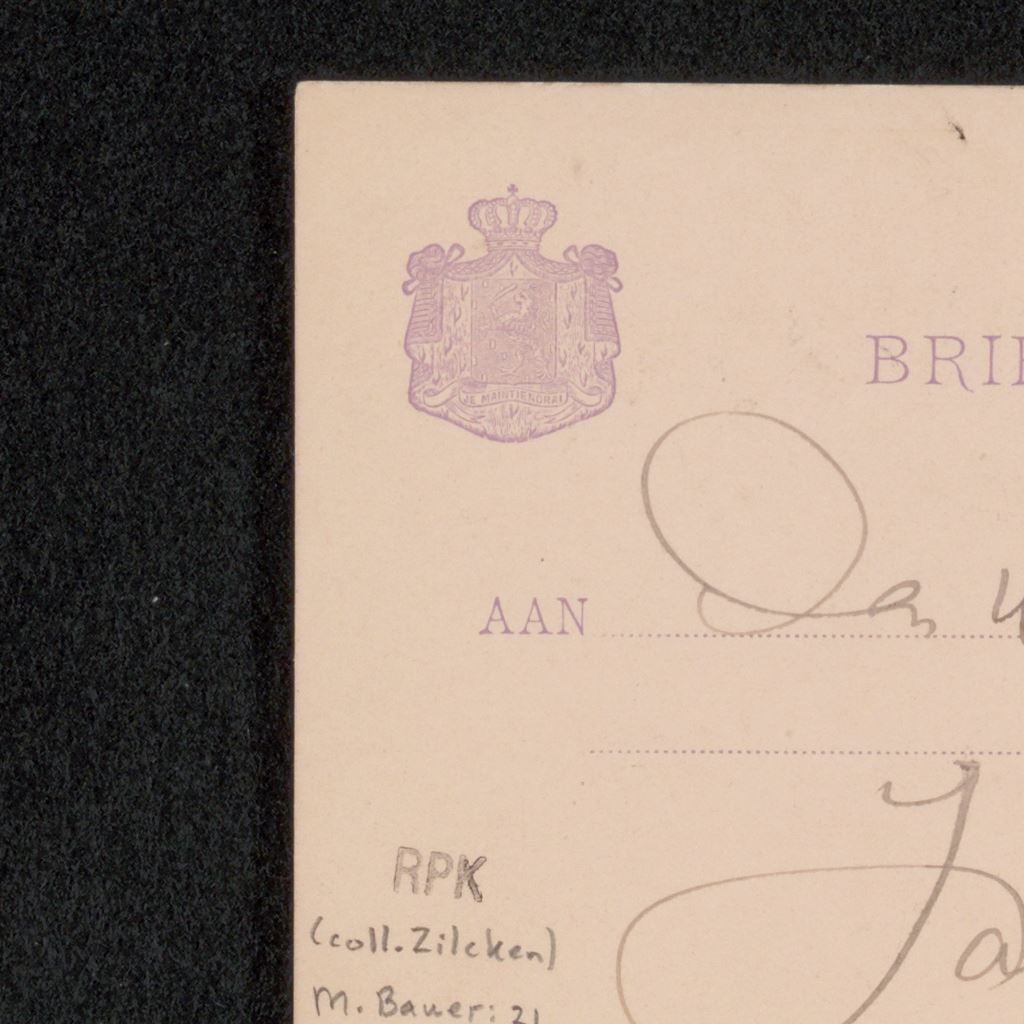 JE MAINTIENDRAI
BRI
AAN
RPK
(coll. Zilcken)
M. Bauer: 21